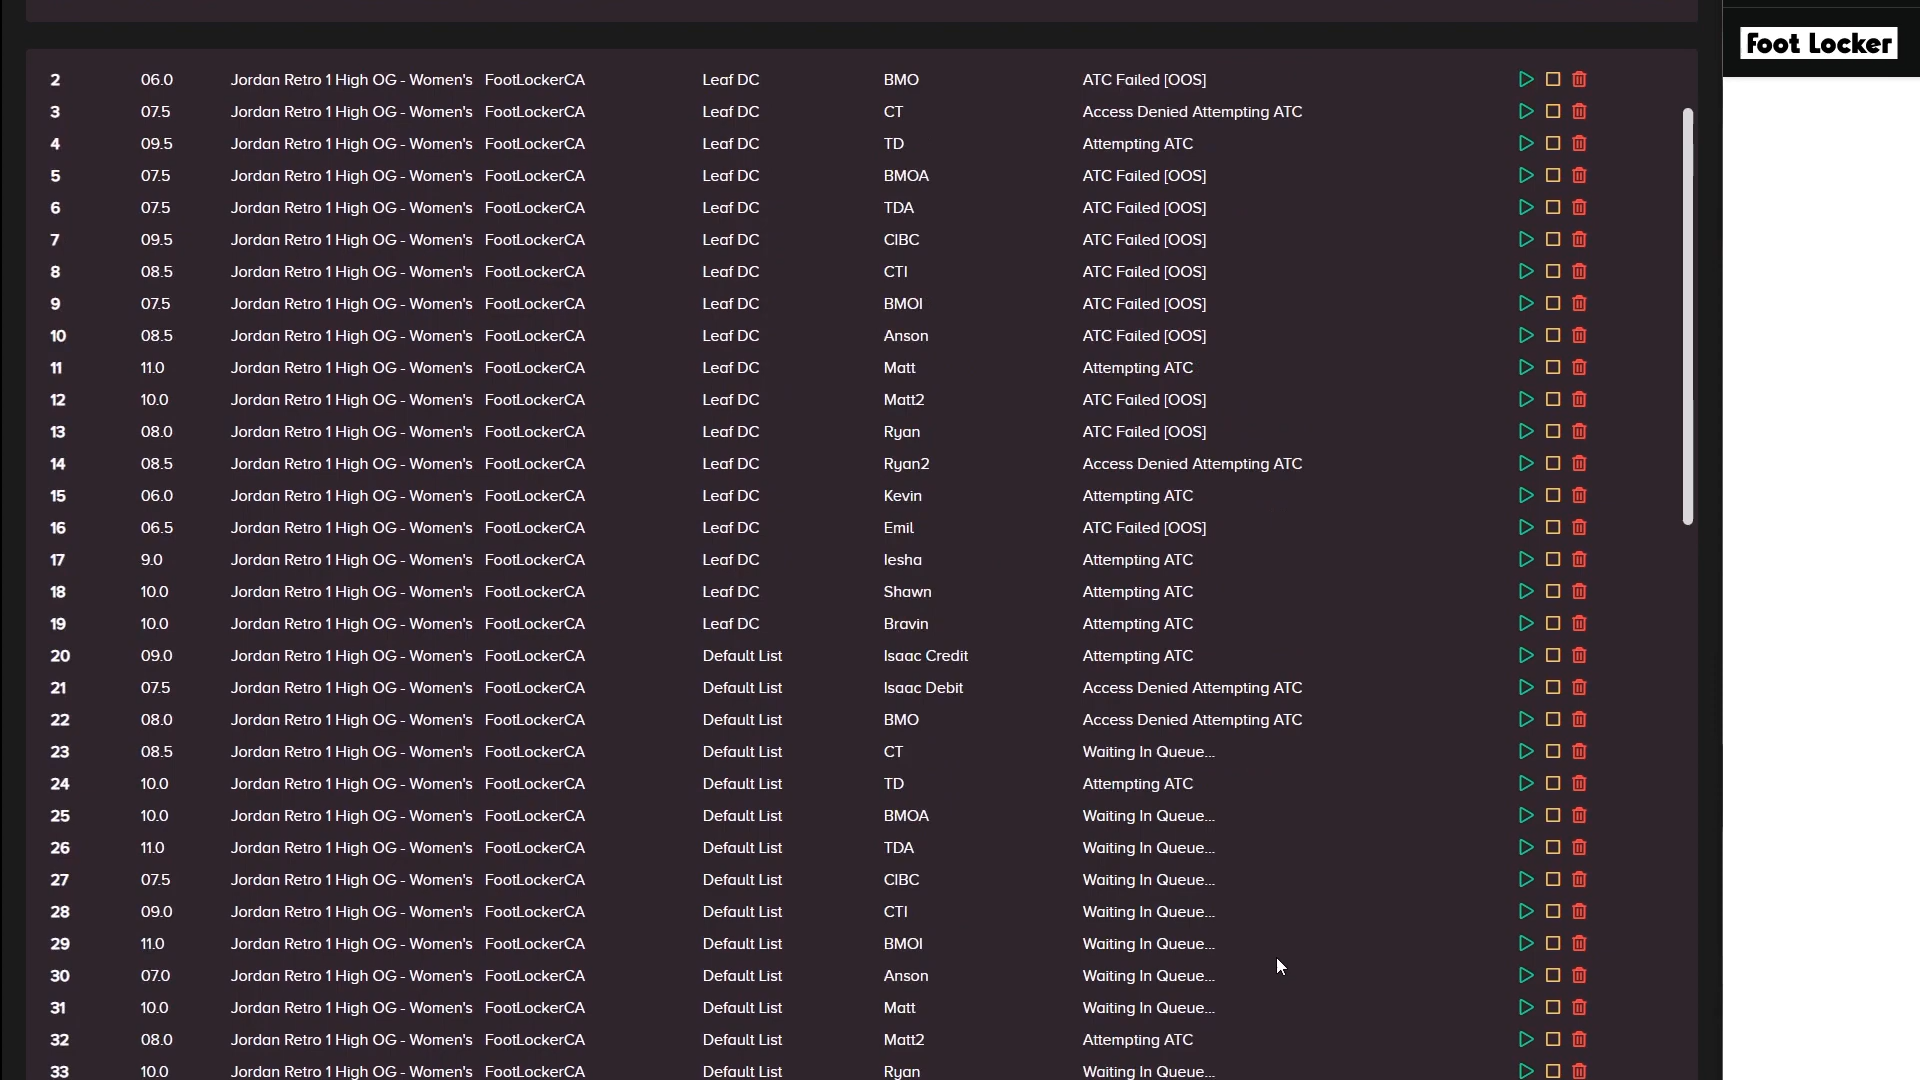 Foot Locker
2 06.0 Jordan Retro 1 High OG - Women's FootLockerCA Leaf DC BMO ATC Failed [OOS]
3 07.5 Jordan Retro 1 High OG - Women's FootLockerCA Leaf DC CT Access Denied Attempting ATC
4 09.5 Jordan Retro 1 High OG - Women's FootLockerCA Leaf DC TD Attempting ATC
5 07.5 Jordan Retro 1 High OG - Women's FootLockerCA Leaf DC BMOA ATC Failed [OOS]
6 07.5 Jordan Retro 1 High OG - Women's FootLockerCA Leaf DC TDA ATC Failed [OOS]
7 09.5 Jordan Retro 1 High OG - Women's FootLockerCA Leaf DC CIBC ATC Failed [OOS]
8 08.5 Jordan Retro 1 High OG - Women's FootLockerCA Leaf DC CTI ATC Failed [OOS]
9 07.5 Jordan Retro 1 High OG - Women's FootLockerCA Leaf DC BMOI ATC Failed [OOS]
10 08.5 Jordan Retro 1 High OG - Women's FootLockerCA Leaf DC Anson ATC Failed [OOS]
11 11.0 Jordan Retro 1 High OG - Women's FootLockerCA Leaf DC Matt Attempting ATC
12 10.0 Jordan Retro 1 High OG - Women's FootLockerCA Leaf DC Matt2 ATC Failed [OOS]
13 08.0 Jordan Retro 1 High OG - Women's FootLockerCA Leaf DC Ryan ATC Failed [OOS]
14 08.5 Jordan Retro 1 High OG - Women's FootLockerCA Leaf DC Ryan2 Access Denied Attempting ATC
15 06.0 Jordan Retro 1 High OG - Women's FootLockerCA Leaf DC Kevin Attempting ATC
16 06.5 Jordan Retro 1 High OG - Women's FootLockerCA Leaf DC Emil ATC Failed [OOS]
17 9.0 Jordan Retro 1 High OG - Women's FootLockerCA Leaf DC Iesha Attempting ATC
18 10.0 Jordan Retro 1 High OG - Women's FootLockerCA Leaf DC Shawn Attempting ATC
19 10.0 Jordan Retro 1 High OG - Women's FootLockerCA Leaf DC Bravin Attempting ATC
20 09.0 Jordan Retro 1 High OG - Women's FootLockerCA Default List Isaac Credit Attempting ATC
21 07.5 Jordan Retro 1 High OG - Women's FootLockerCA Default List Isaac Debit Access Denied Attempting ATC
22 08.0 Jordan Retro 1 High OG - Women's FootLockerCA Default List BMO Access Denied Attempting ATC
23 08.5 Jordan Retro 1 High OG - Women's FootLockerCA Default List CT Waiting In Queue...
24 10.0 Jordan Retro 1 High OG - Women's FootLockerCA Default List TD Attempting ATC
25 10.0 Jordan Retro 1 High OG - Women's FootLockerCA Default List BMOA Waiting In Queue...
26 11.0 Jordan Retro 1 High OG - Women's FootLockerCA Default List TDA Waiting In Queue...
27 07.5 Jordan Retro 1 High OG - Women's FootLockerCA Default List CIBC Waiting In Queue...
28 09.0 Jordan Retro 1 High OG - Women's FootLockerCA Default List CTI Waiting In Queue...
29 11.0 Jordan Retro 1 High OG - Women's FootLockerCA Default List BMOI Waiting In Queue...
30 07.0 Jordan Retro 1 High OG - Women's FootLockerCA Default List Anson Waiting In Queue...
31 10.0 Jordan Retro 1 High OG - Women's FootLockerCA Default List Matt Waiting In Queue...
32 08.0 Jordan Retro 1 High OG - Women's FootLockerCA Default List Matt2 Attempting ATC
33 10.0 Jordan Retro 1 High OG - Women's FootLockerCA Default List Ryan Waiting In Queue...